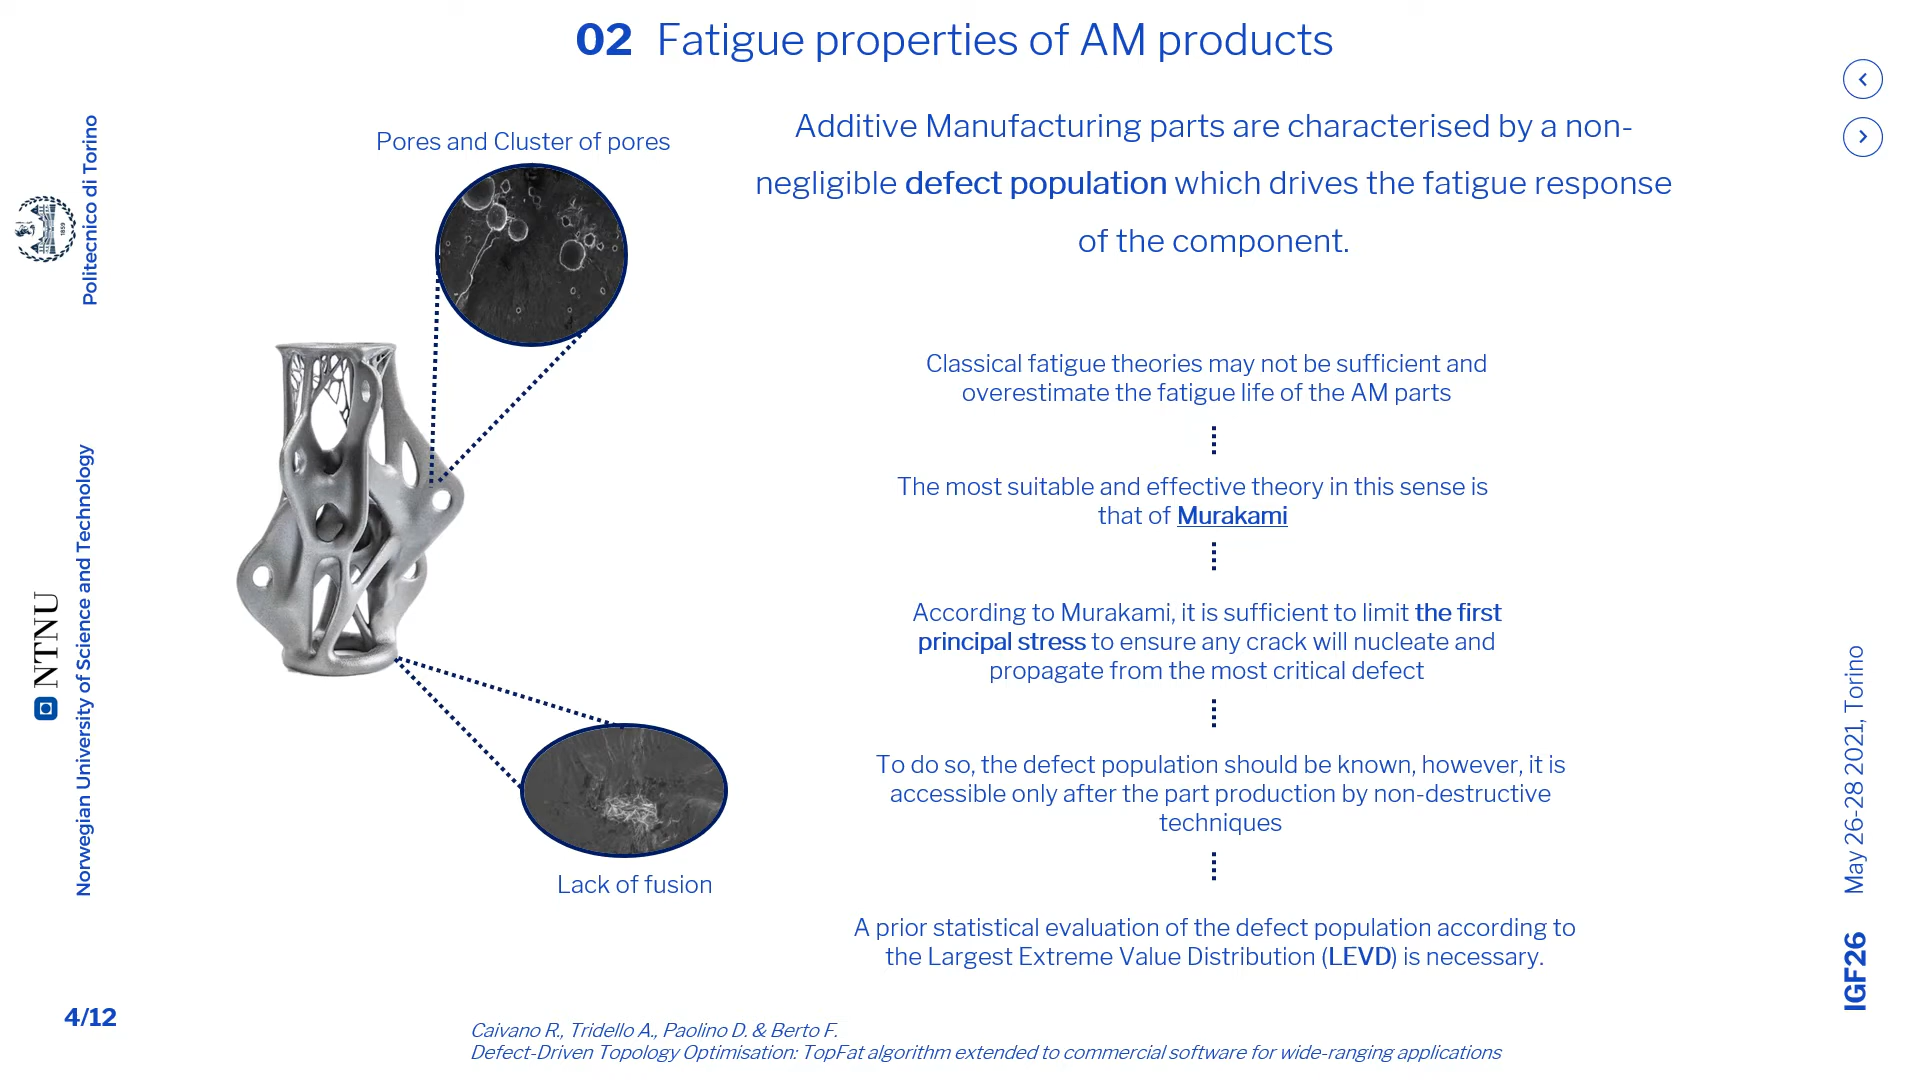 02 Fatigue properties of AM products
Politecnico di Torino
1859
NTNU
Norwegian University of Science and Technology
Pores and Cluster of pores
Lack of fusion
Additive Manufacturing parts are characterised by a non-
negligible defect population which drives the fatigue response
of the component.
Classical fatigue theories may not be sufficient and
overestimate the fatigue life of the AM parts
The most suitable and effective theory in this sense is
that of Murakami
According to Murakami, it is sufficient to limit the first
principal stress to ensure any crack will nucleate and
propagate from the most critical defect
To do so, the defect population should be known, however, it is
accessible only after the part production by non-destructive
techniques
A prior statistical evaluation of the defect population according to
the Largest Extreme Value Distribution (LEVD) is necessary.
IGF26 May 26-28 2021, Torino
4/12
Caivano R., Tridello A., Paolino D. & Berto F.
Defect-Driven Topology Optimisation: TopFat algorithm extended to commercial software for wide-ranging applications